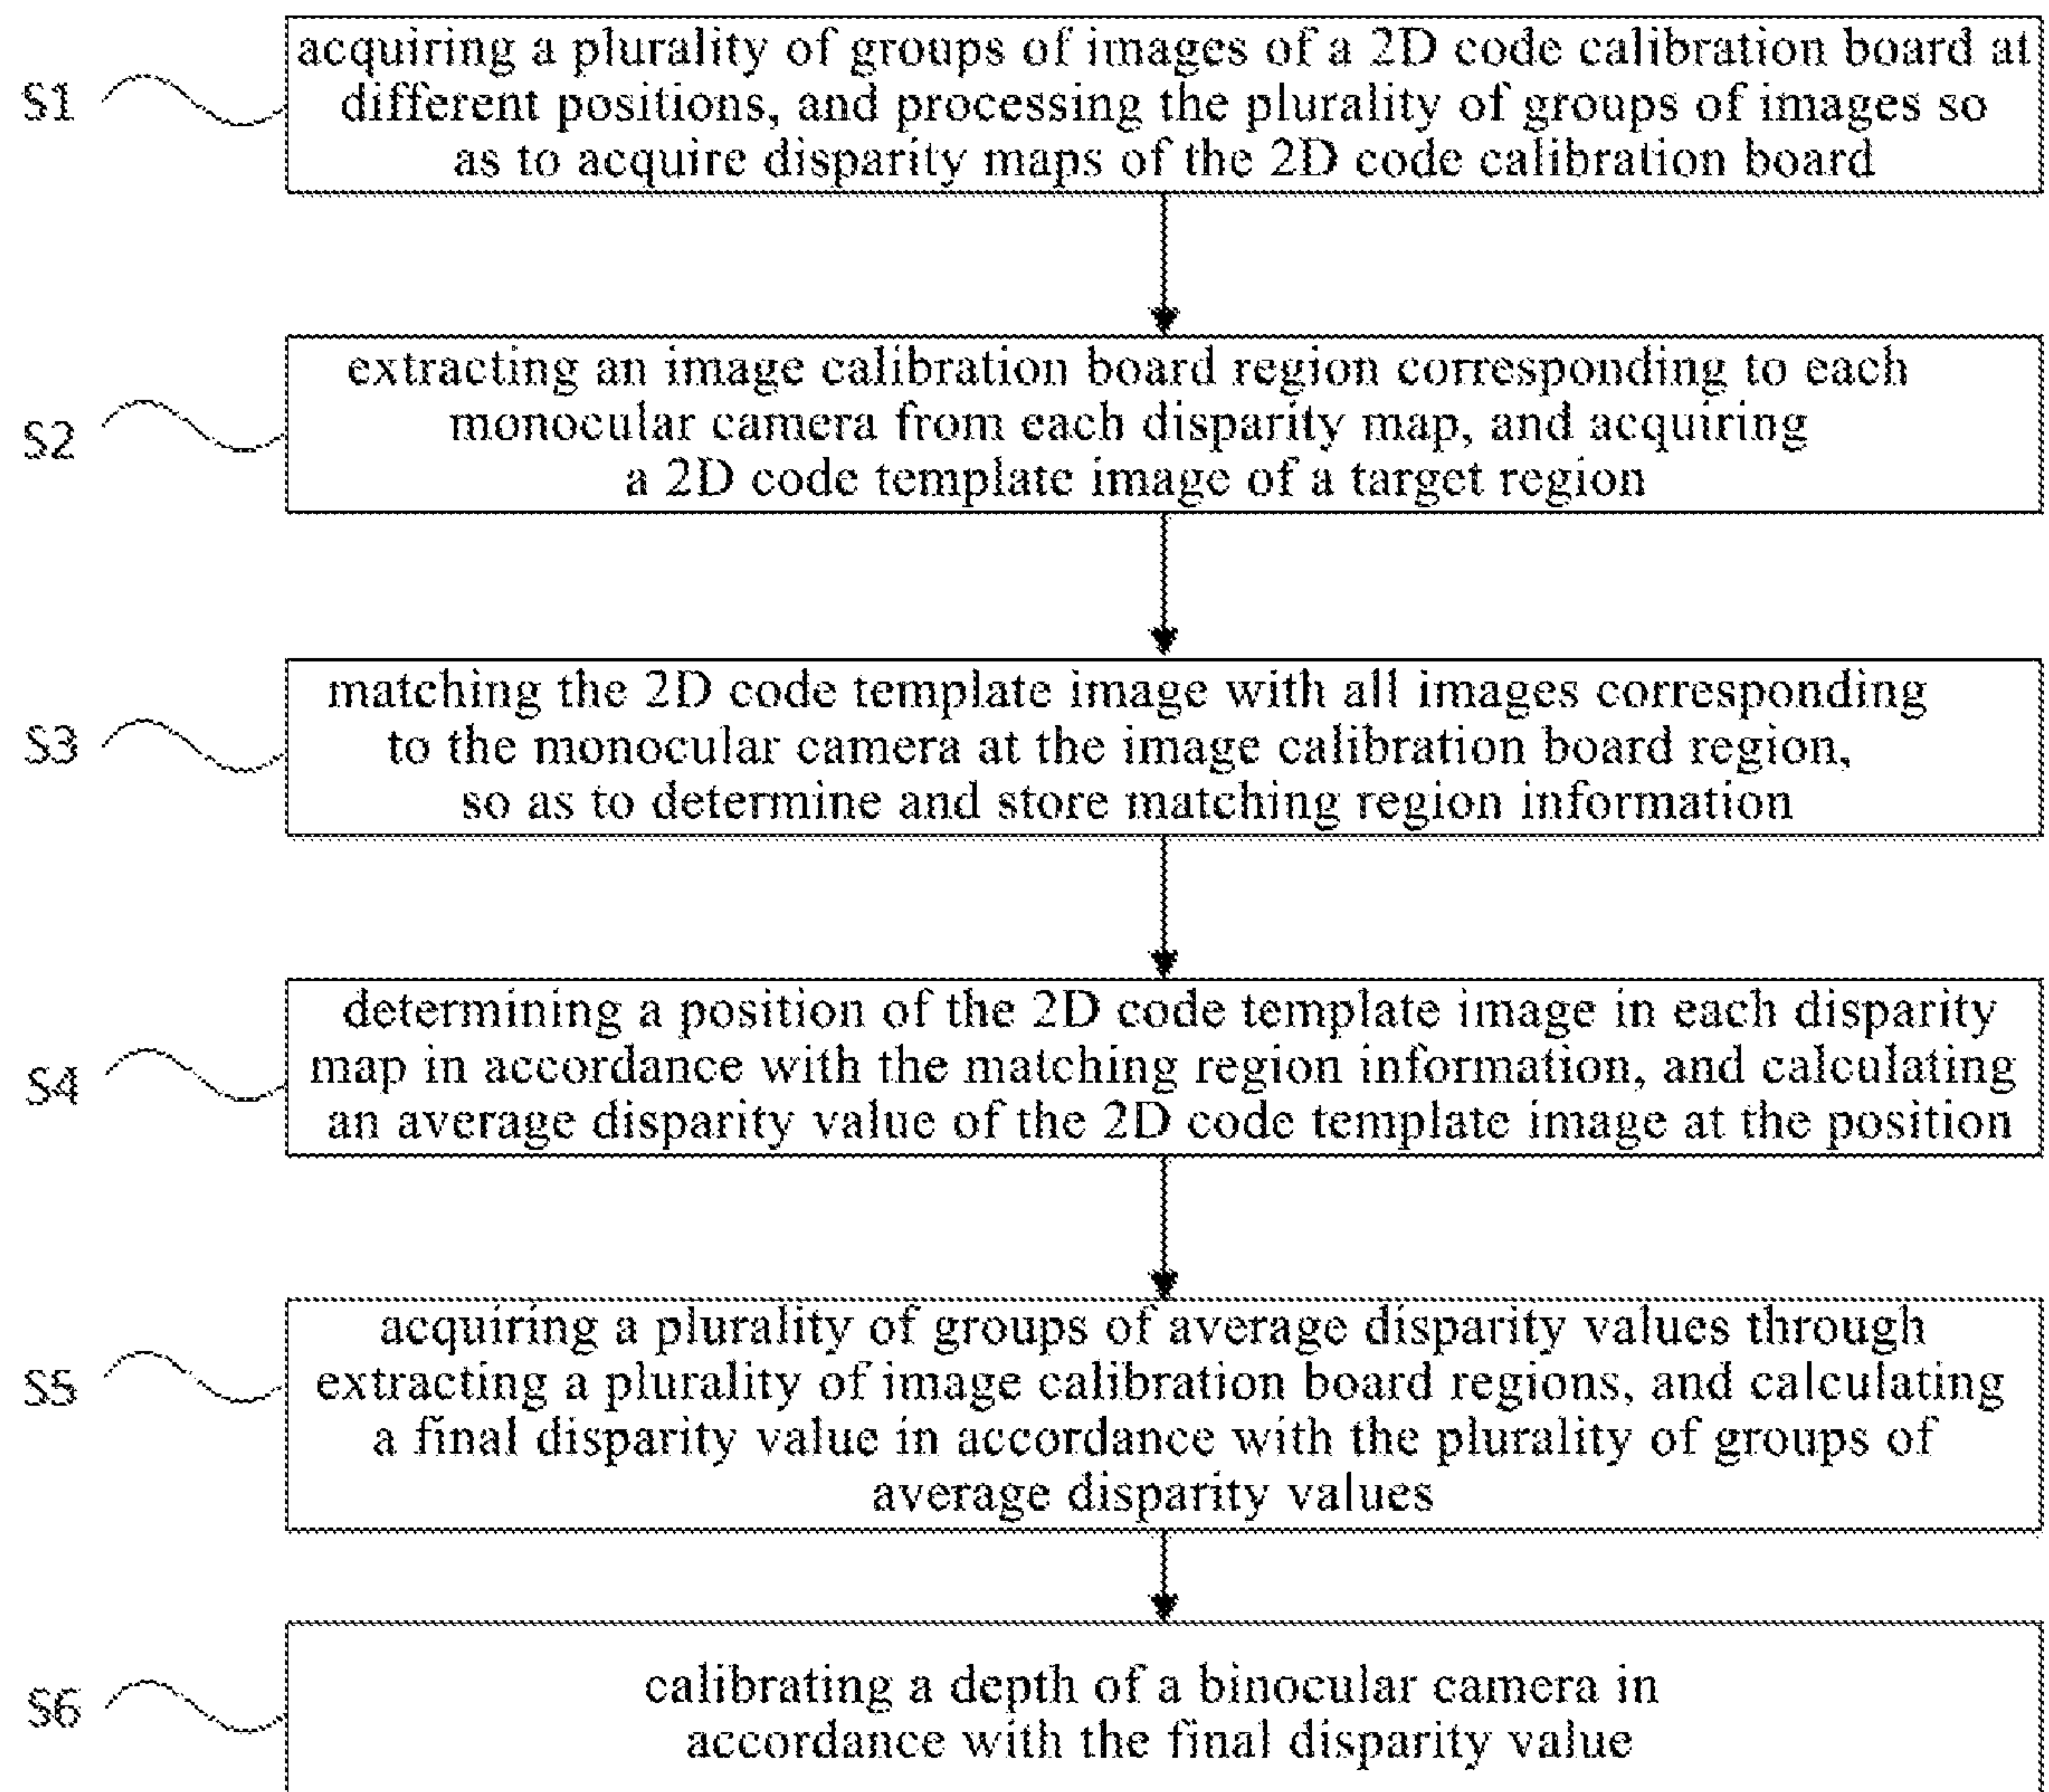 S1
acquiring a plurality of groups of images of a 2D code calibration board at
different positions, and processing the plurality of groups of images so
as to acquire disparity maps of the 2D code calibration board
S2
extracting an image calibration board region corresponding to each
monocular camera from each disparity map, and acquiring
a 2D code template image of a target region
S3
matching the 2D code template image with all images corresponding
to the monocular camera at the image calibration board region,
so as to determine and store matching region information
S4
determining a position of the 2D code template image in each disparity
map in accordance with the matching region information, and calculating
an average disparity value of the 2D code template image at the position
S5
acquiring a plurality of groups of average disparity values through
extracting a plurality of image calibration board regions, and calculating
a final disparity value in accordance with the plurality of groups of
average disparity values
S6
calibrating a depth of a binocular camera in
accordance with the final disparity value